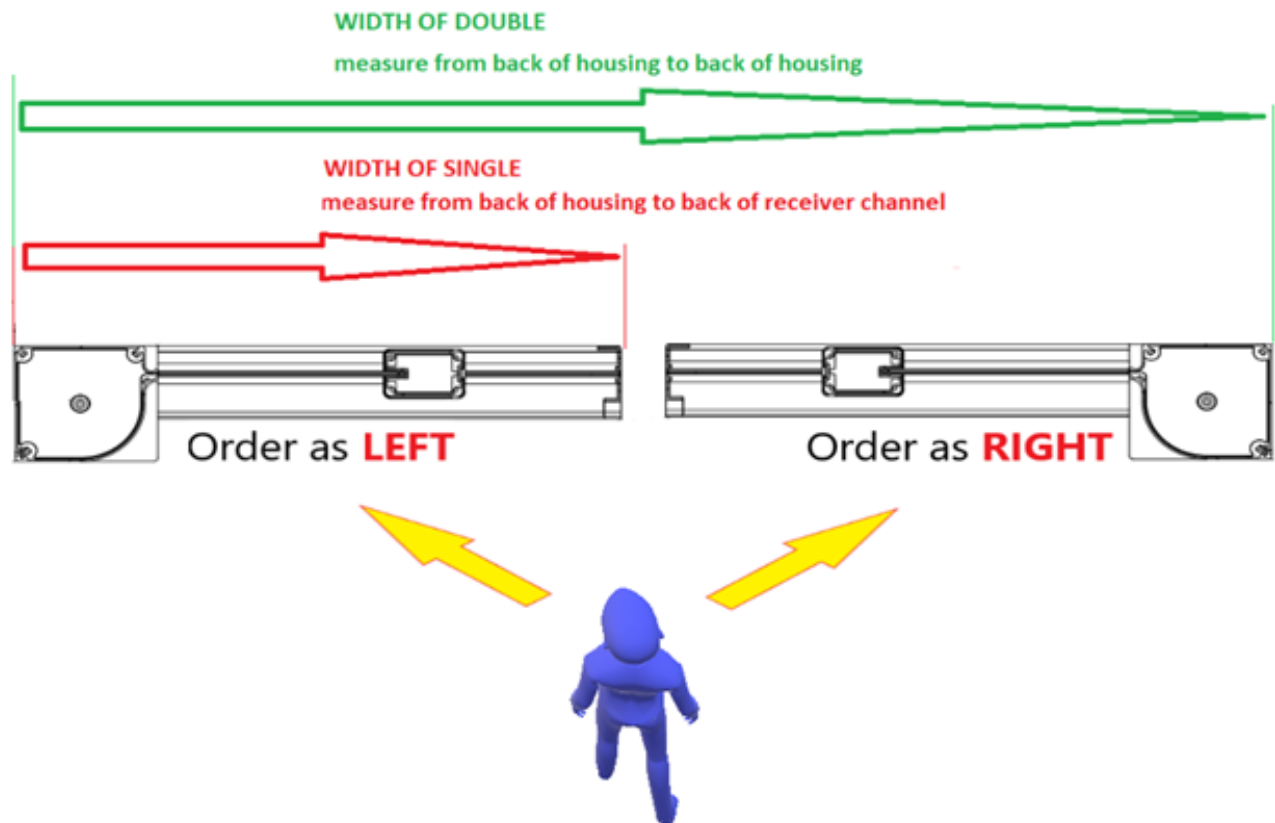 WIDTH OF DOUBLE
measure from back of housing to back of housing
WIDTH OF SINGLE
measure from back of housing to back of receiver channel
Order as LEFT
Order as RIGHT